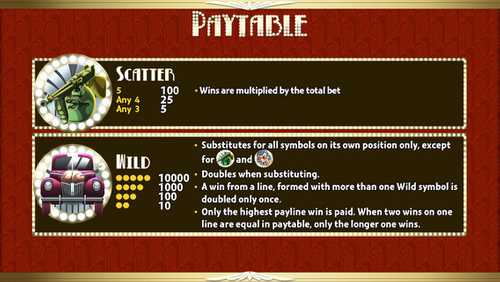 PAYTABLE
SCATTER
5 100
Any 4 25
Any 3 5
• Wins are multiplied by the total bet
WILD
10000
1000
100
10
• Substitutes for all symbols on its own position only, except
for and
• Doubles when substituting.
• A win from a line, formed with more than one Wild symbol is
doubled only once.
• Only the highest payline win is paid. When two wins on one
line are equal in paytable, only the longer one wins.